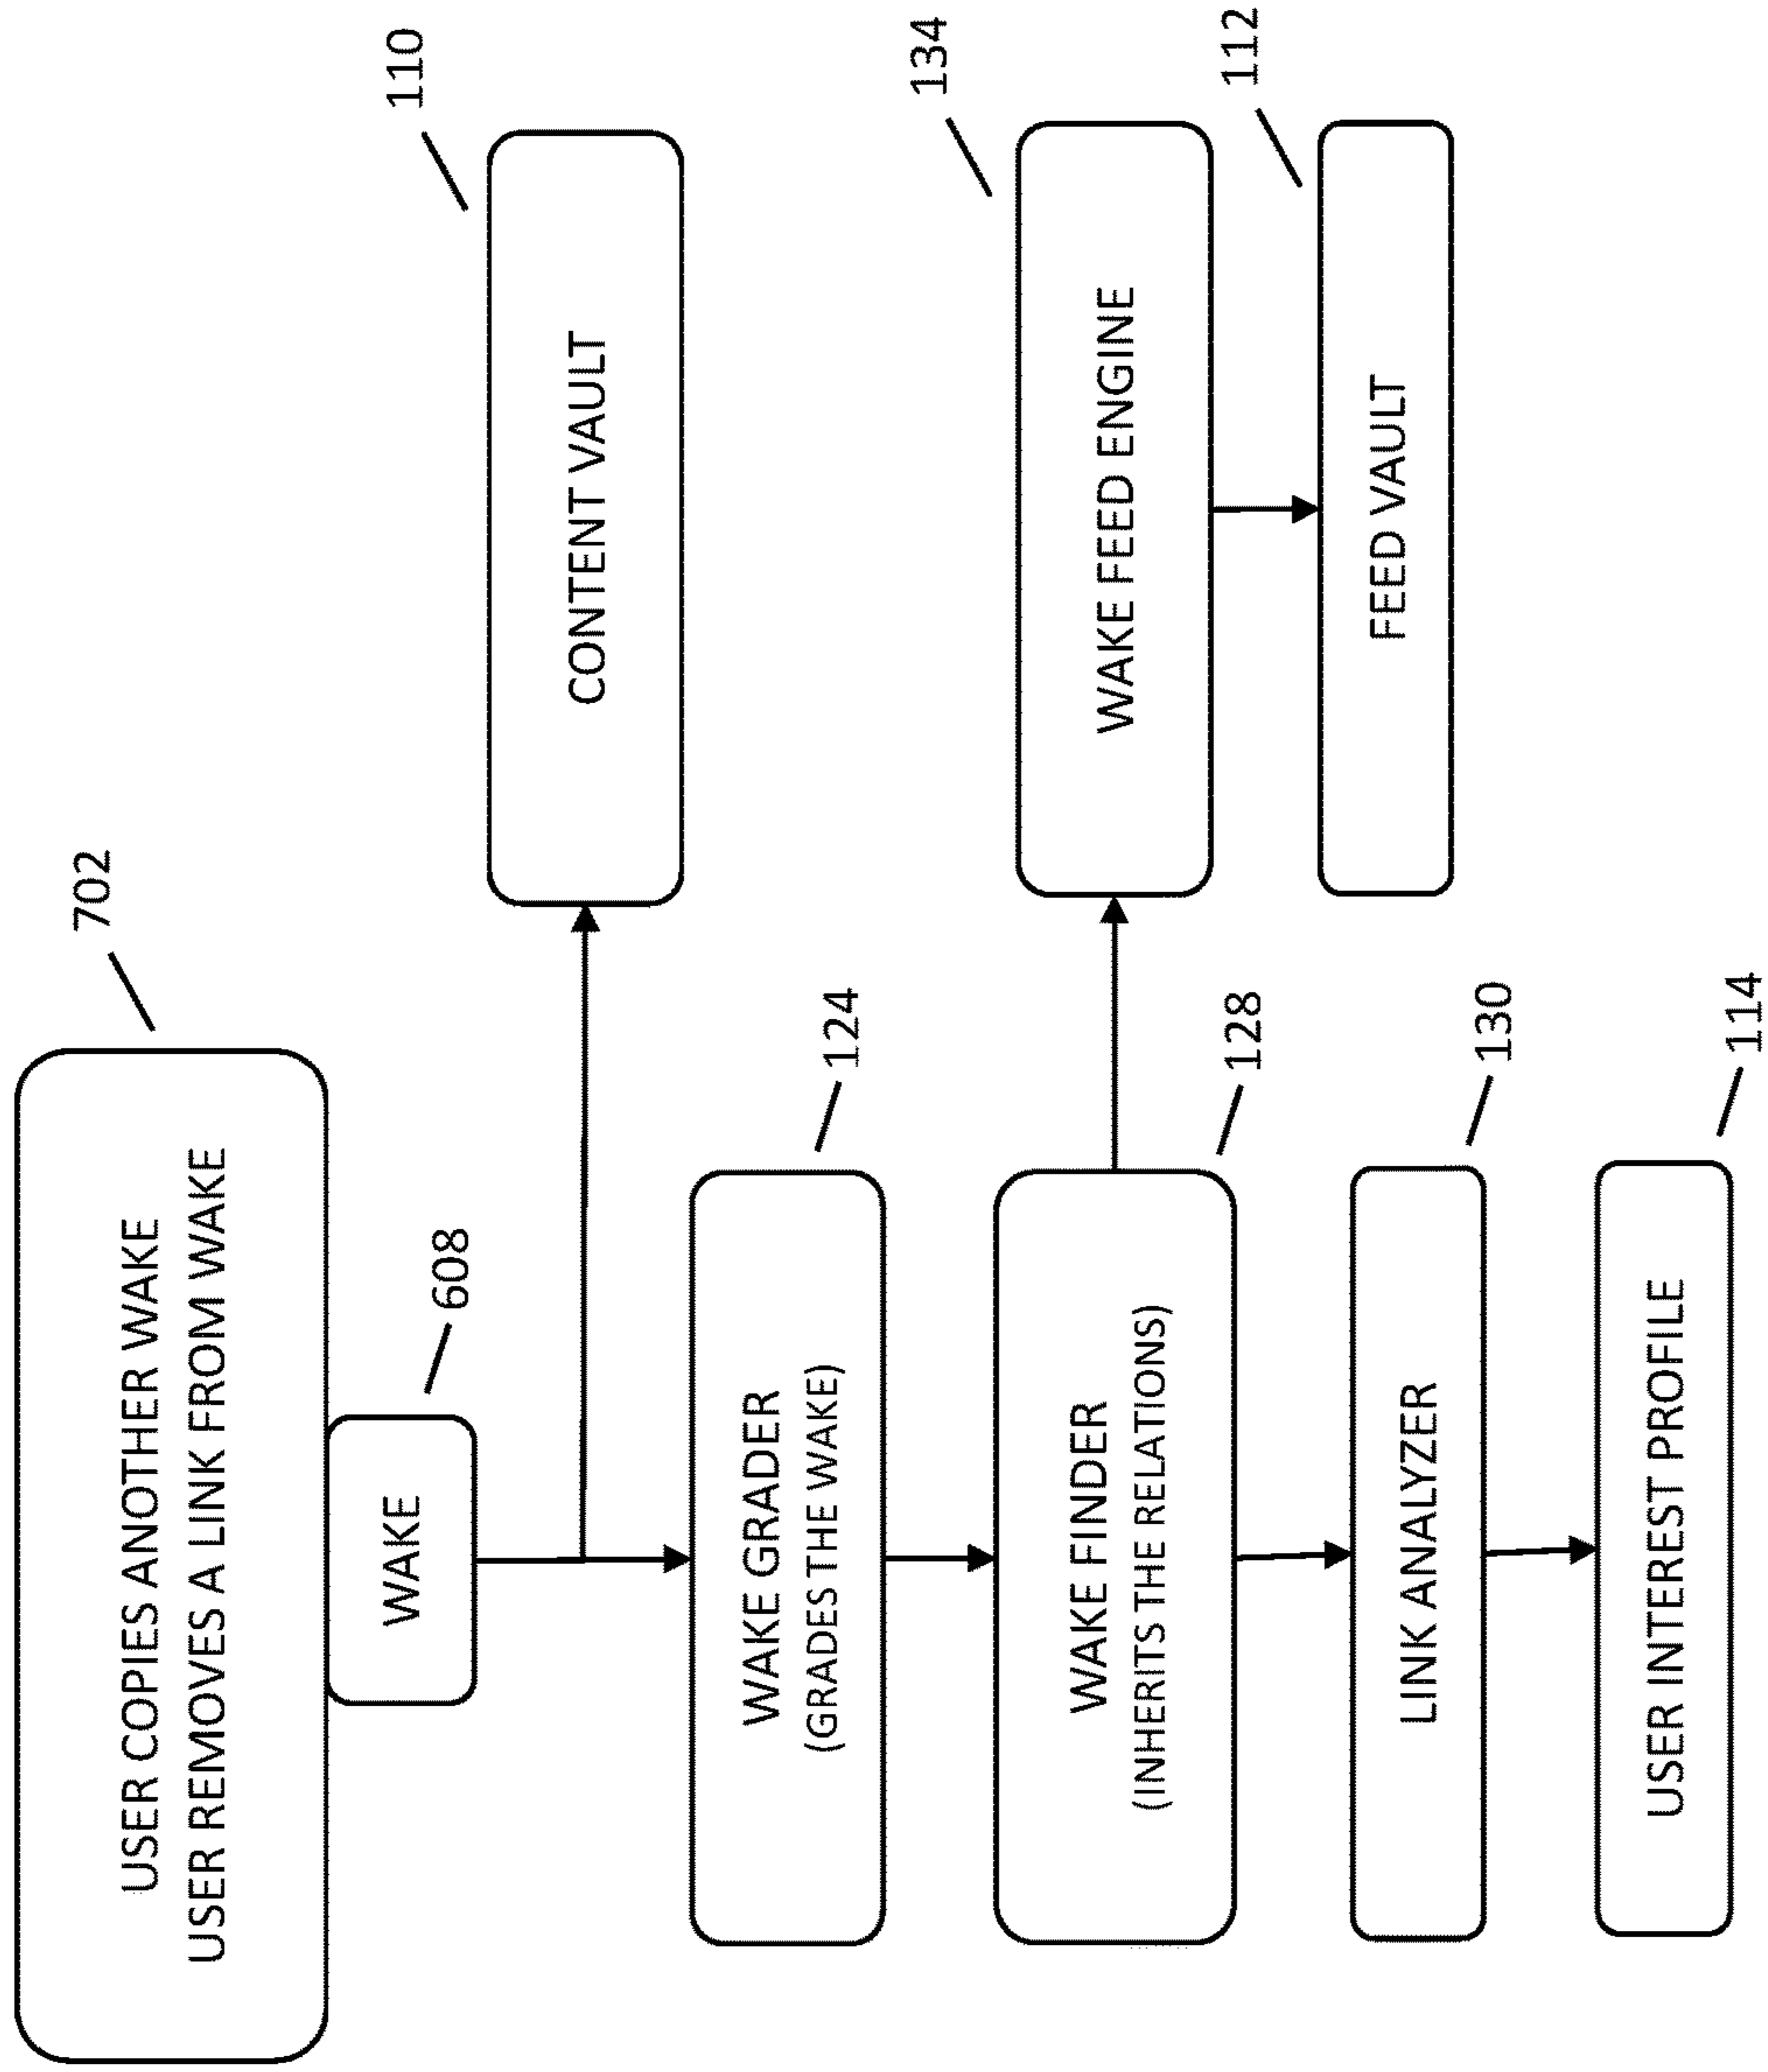 702
USER COPIES ANOTHER WAKE
USER REMOVES A LINK FROM WAKE
608
WAKE
110
CONTENT VAULT
124
WAKE GRADER
(GRADES THE WAKE)
134
WAKE FEED ENGINE
128
WAKE FINDER
(INHERITS THE RELATIONS)
112
FEED VAULT
130
LINK ANALYZER
114
USER INTEREST PROFILE